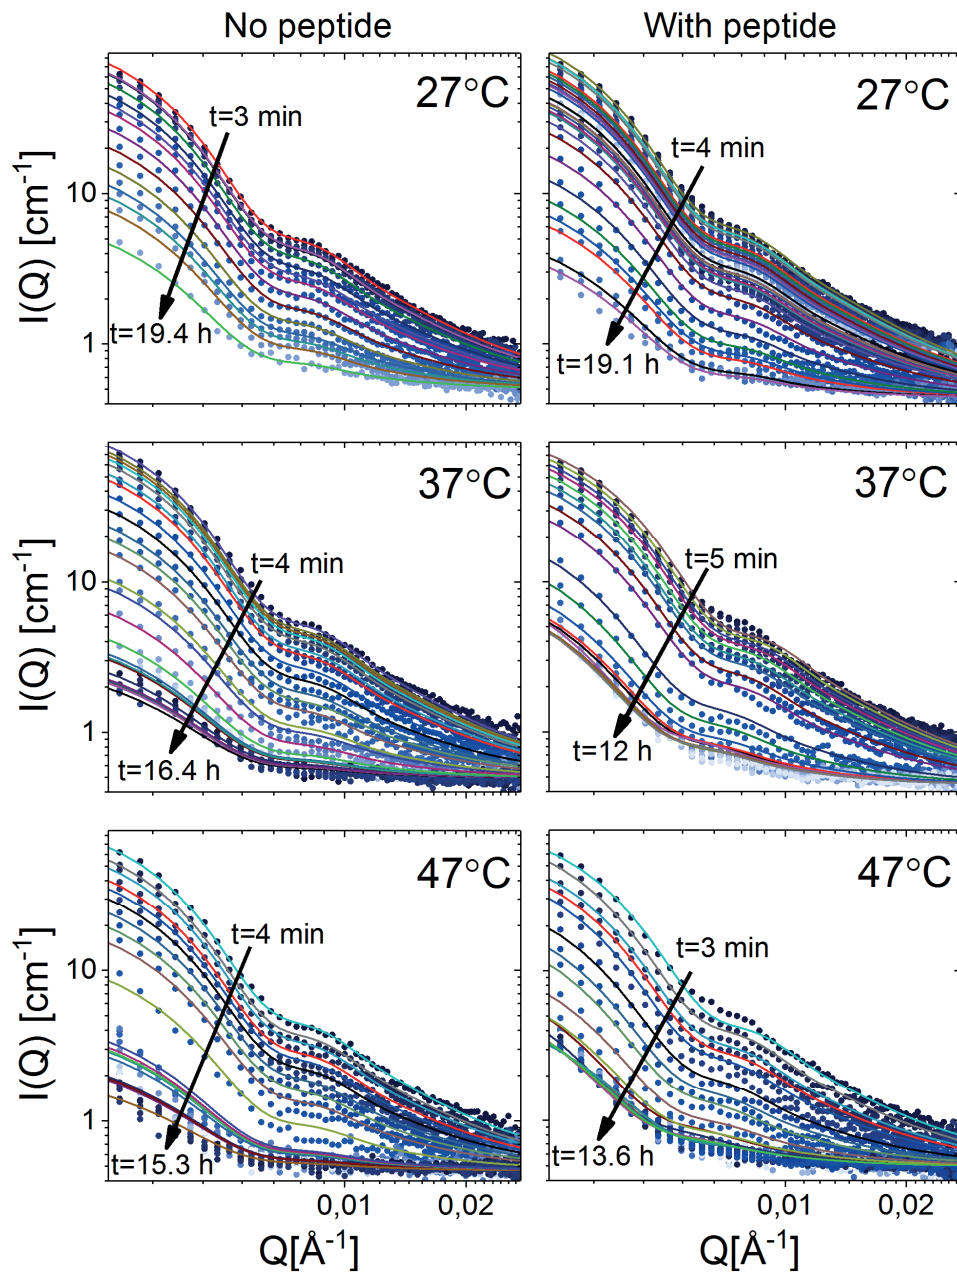 No peptide
With peptide
I(Q) [cm⁻¹]
10
1
27°C
t=3 min
t=19.4 h
27°C
t=4 min
t=19.1 h
I(Q) [cm⁻¹]
10
1
37°C
t=4 min
t=16.4 h
37°C
t=5 min
t=12 h
I(Q) [cm⁻¹]
10
1
47°C
t=4 min
t=15.3 h
47°C
t=3 min
t=13.6 h
0,01
0,02
0,01
0,02
Q[Å⁻¹]
Q[Å⁻¹]